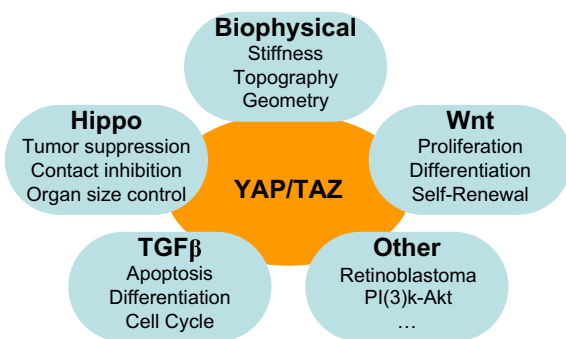 Biophysical
Stiffness
Topography
Geometry
Hippo
Tumor suppression
Contact inhibition
Organ size control
Wnt
Proliferation
Differentiation
Self-Renewal
YAP/TAZ
TGFβ
Apoptosis
Differentiation
Cell Cycle
Other
Retinoblastoma
PI(3)k-Akt
…